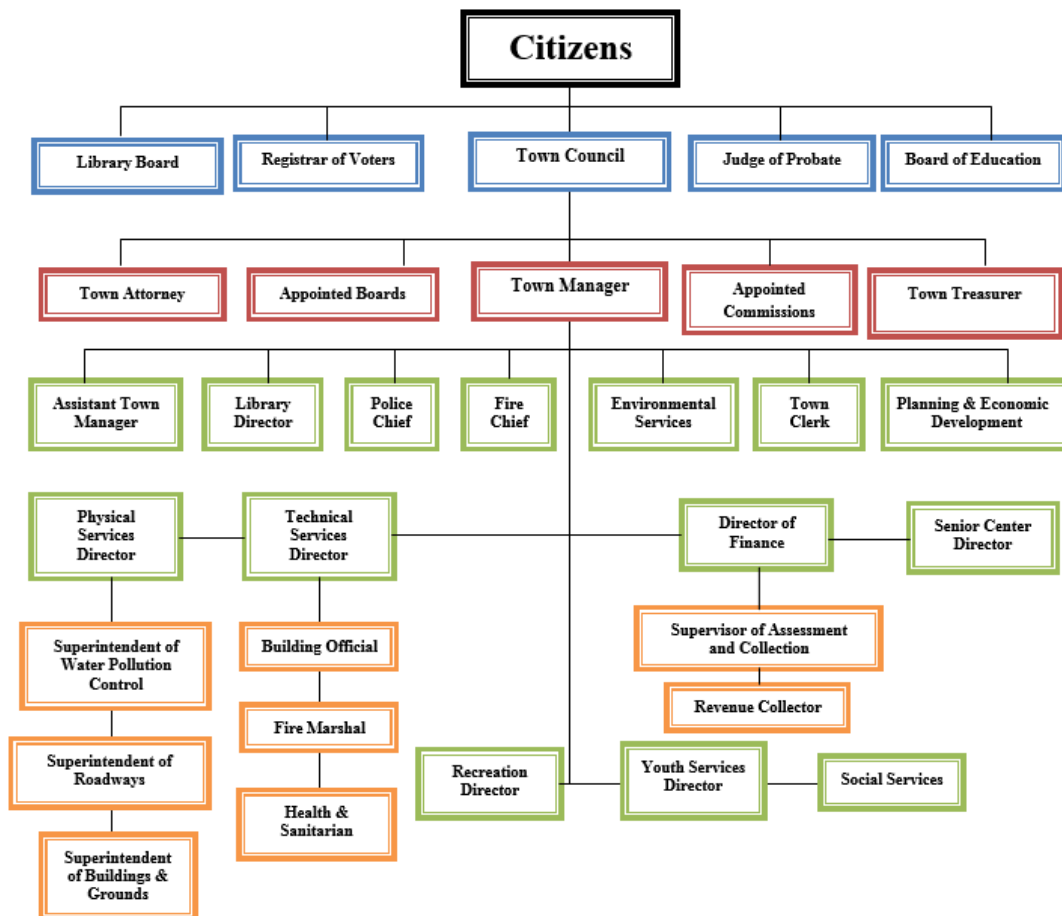 Citizens
Library Board
Registrar of Voters
Town Council
Judge of Probate
Board of Education
Town Attorney
Appointed Boards
Town Manager
Appointed
Commissions
Town Treasurer
Assistant Town
Manager
Library
Director
Police
Chief
Fire
Chief
Environmental
Services
Town
Clerk
Planning & Economic
Development
Physical
Services
Director
Technical
Services
Director
Director of
Finance
Senior Center
Director
Superintendent of
Water Pollution
Control
Building Official
Supervisor of Assessment
and Collection
Revenue Collector
Fire Marshal
Superintendent of
Roadways
Recreation
Director
Youth Services
Director
Social Services
Health &
Sanitarian
Superintendent
of Buildings &
Grounds